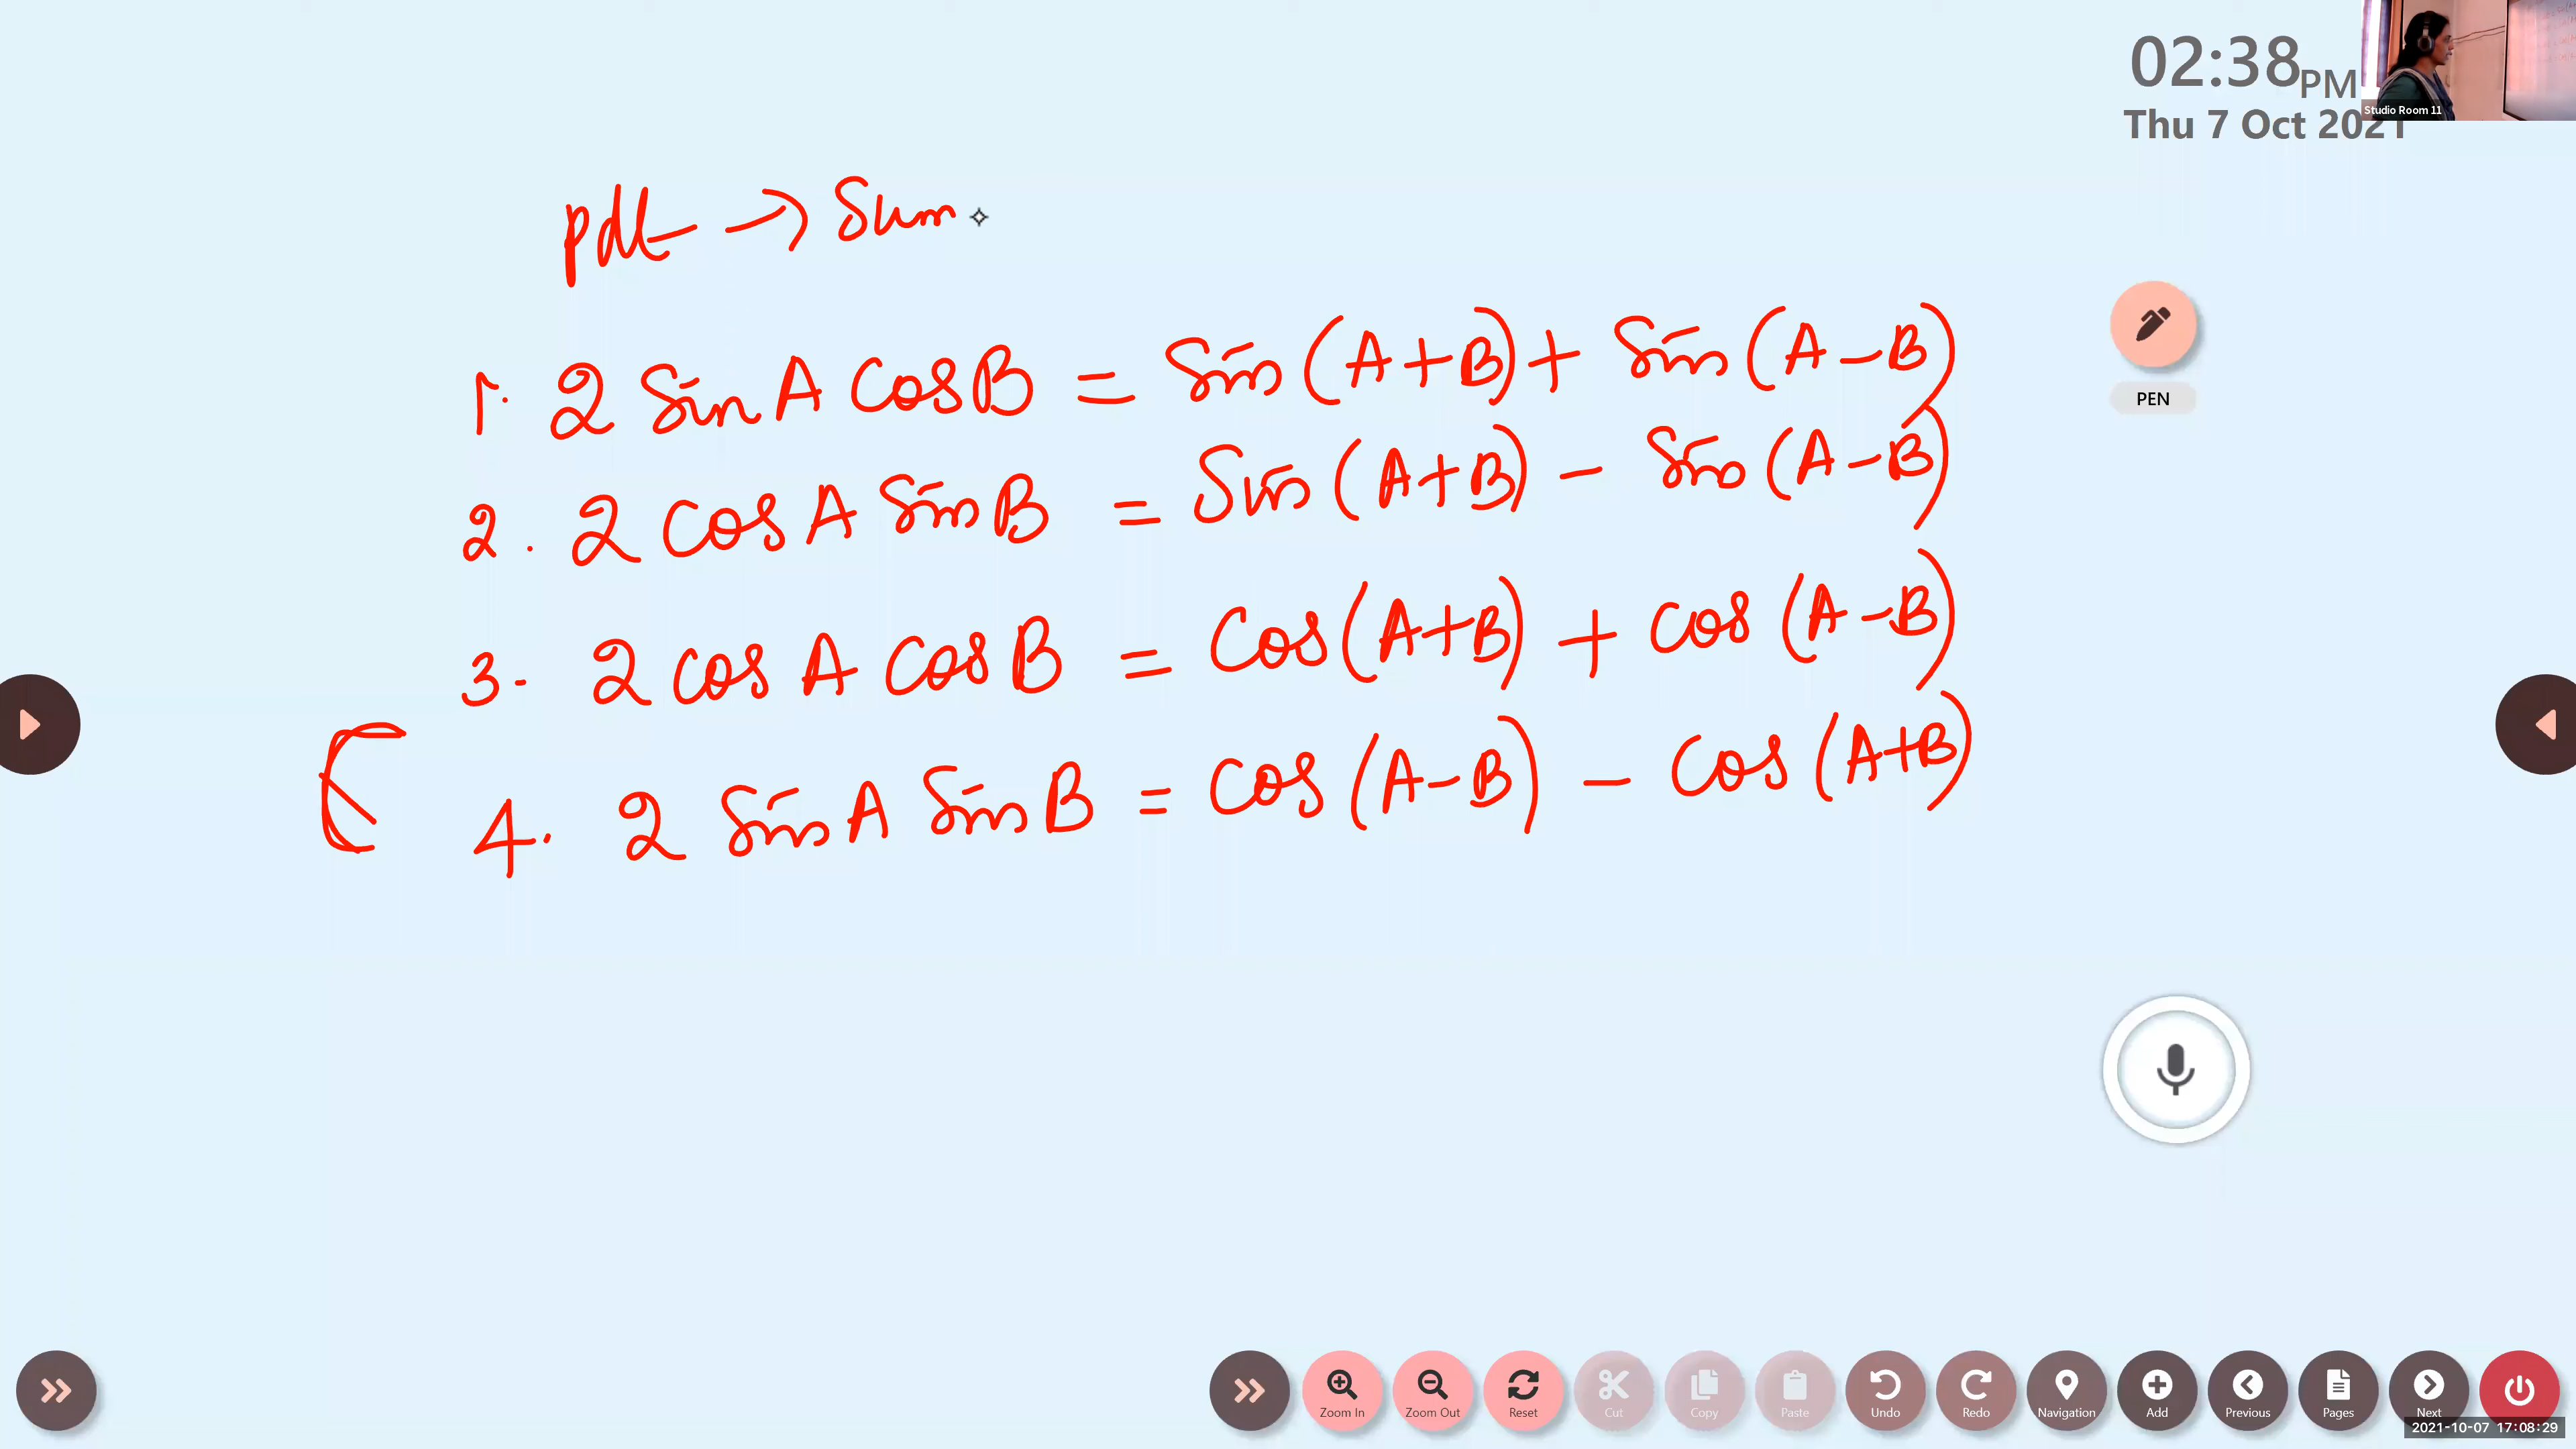 02:38 PM
Studio Room 11
Thu 7 Oct 2021
pdt → Sum
1. 2 Sin A Cos B = Sin (A+B) + Sin (A-B)
PEN
2. 2 Cos A Sin B = Sin (A+B) - Sin (A-B)
3. 2 Cos A Cos B = Cos (A+B) + Cos (A-B)
4. 2 Sin A Sin B = Cos (A-B) - Cos (A+B)
Zoom In Zoom Out Reset Cut Copy Paste Undo Redo Navigation Add Previous Pages Next
2021-10-07 17:08:29